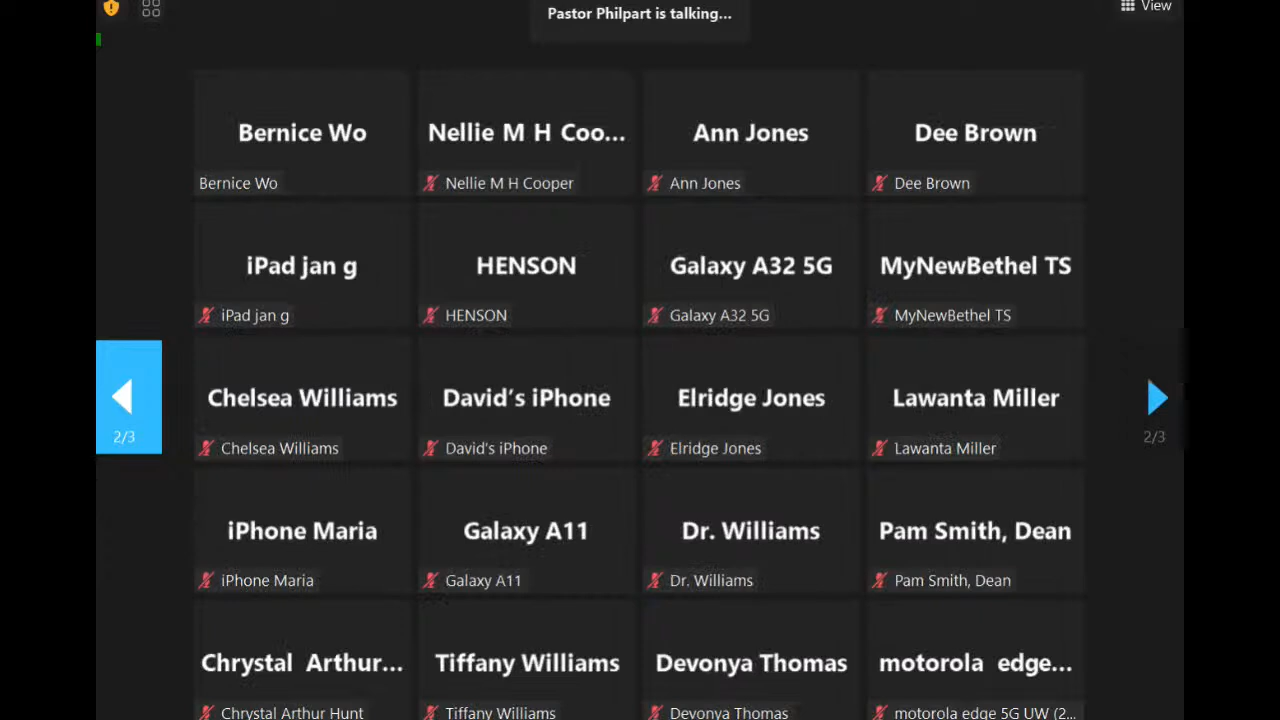 Pastor Philpart is talking...
View
Bernice Wo
Nellie M H Coo...
Ann Jones
Dee Brown
Bernice Wo
Nellie M H Cooper
Ann Jones
Dee Brown
iPad jan g
HENSON
Galaxy A32 5G
MyNewBethel TS
iPad jan g
HENSON
Galaxy A32 5G
MyNewBethel TS
Chelsea Williams
David's iPhone
Elridge Jones
Lawanta Miller
2/3
2/3
Chelsea Williams
David's iPhone
Elridge Jones
Lawanta Miller
iPhone Maria
Galaxy A11
Dr. Williams
Pam Smith, Dean
iPhone Maria
Galaxy A11
Dr. Williams
Pam Smith, Dean
Chrystal Arthur...
Tiffany Williams
Devonya Thomas
motorola edge...
Chrystal Arthur Hunt
Tiffany Williams
Devonya Thomas
motorola edge 5G UW (2...